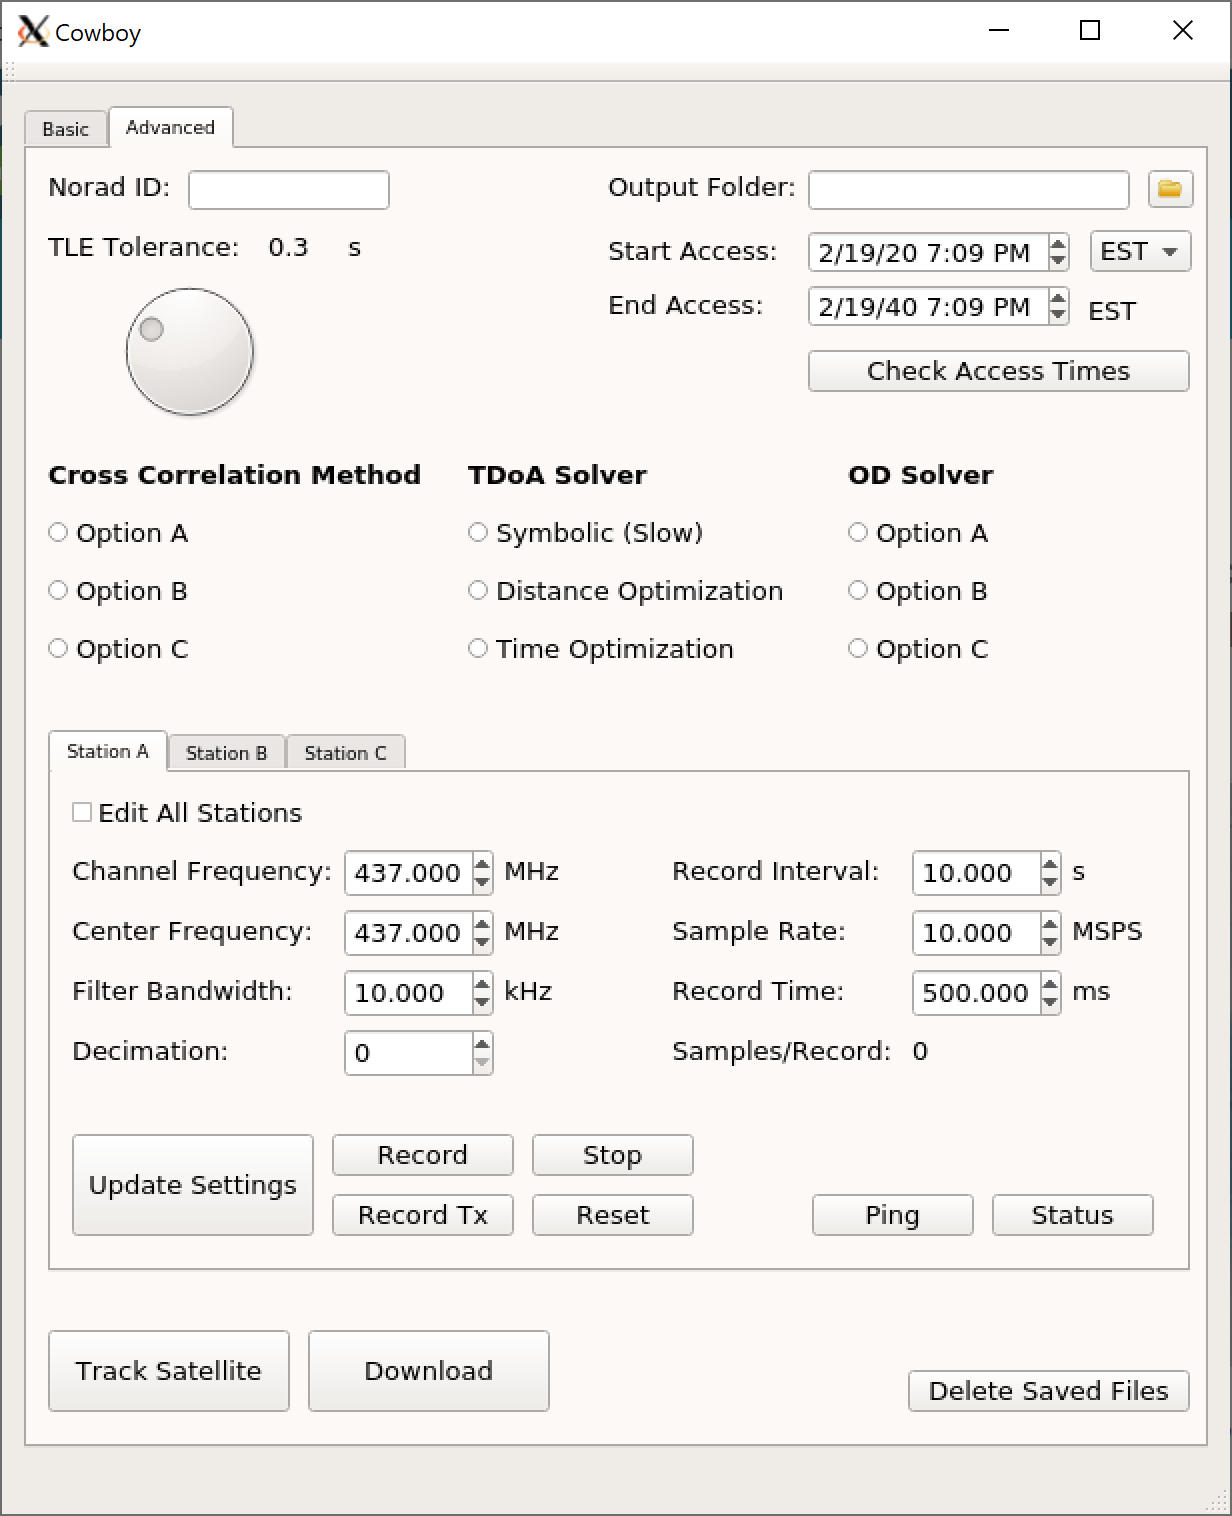 Cowboy
Basic Advanced
Norad ID: Output Folder:
TLE Tolerance: 0.3 s Start Access: 2/19/20 7:09 PM EST
End Access: 2/19/40 7:09 PM EST
Check Access Times
Cross Correlation Method TDoA Solver OD Solver
Option A Symbolic (Slow) Option A
Option B Distance Optimization Option B
Option C Time Optimization Option C
Station A Station B Station C
Edit All Stations
Channel Frequency: 437.000 MHz Record Interval: 10.000 s
Center Frequency: 437.000 MHz Sample Rate: 10.000 MSPS
Filter Bandwidth: 10.000 kHz Record Time: 500.000 ms
Decimation: 0 Samples/Record: 0
Update Settings Record Stop
Record Tx Reset Ping Status
Track Satellite Download Delete Saved Files